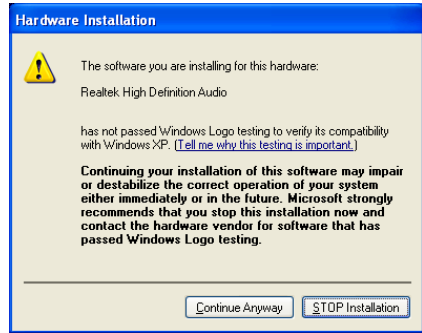 Hardware Installation
The software you are installing for this hardware:
Realtek High Definition Audio
has not passed Windows Logo testing to verify its compatibility
with Windows XP. (Tell me why this testing is important.)
Continuing your installation of this software may impair
or destabilize the correct operation of your system
either immediately or in the future. Microsoft strongly
recommends that you stop this installation now and
contact the hardware vendor for software that has
passed Windows Logo testing.
Continue Anyway
STOP Installation